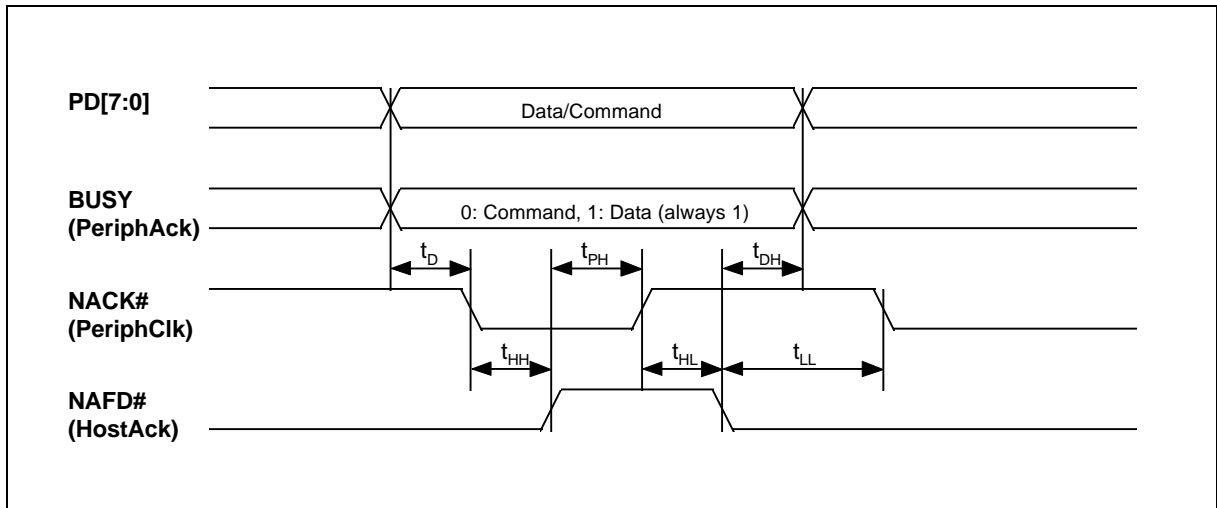 PD[7:0]
Data/Command
BUSY
(PeriphAck)
0: Command, 1: Data (always 1)
tD
tPH
tDH
NACK#
(PeriphClk)
tHH
tHL
tLL
NAFD#
(HostAck)